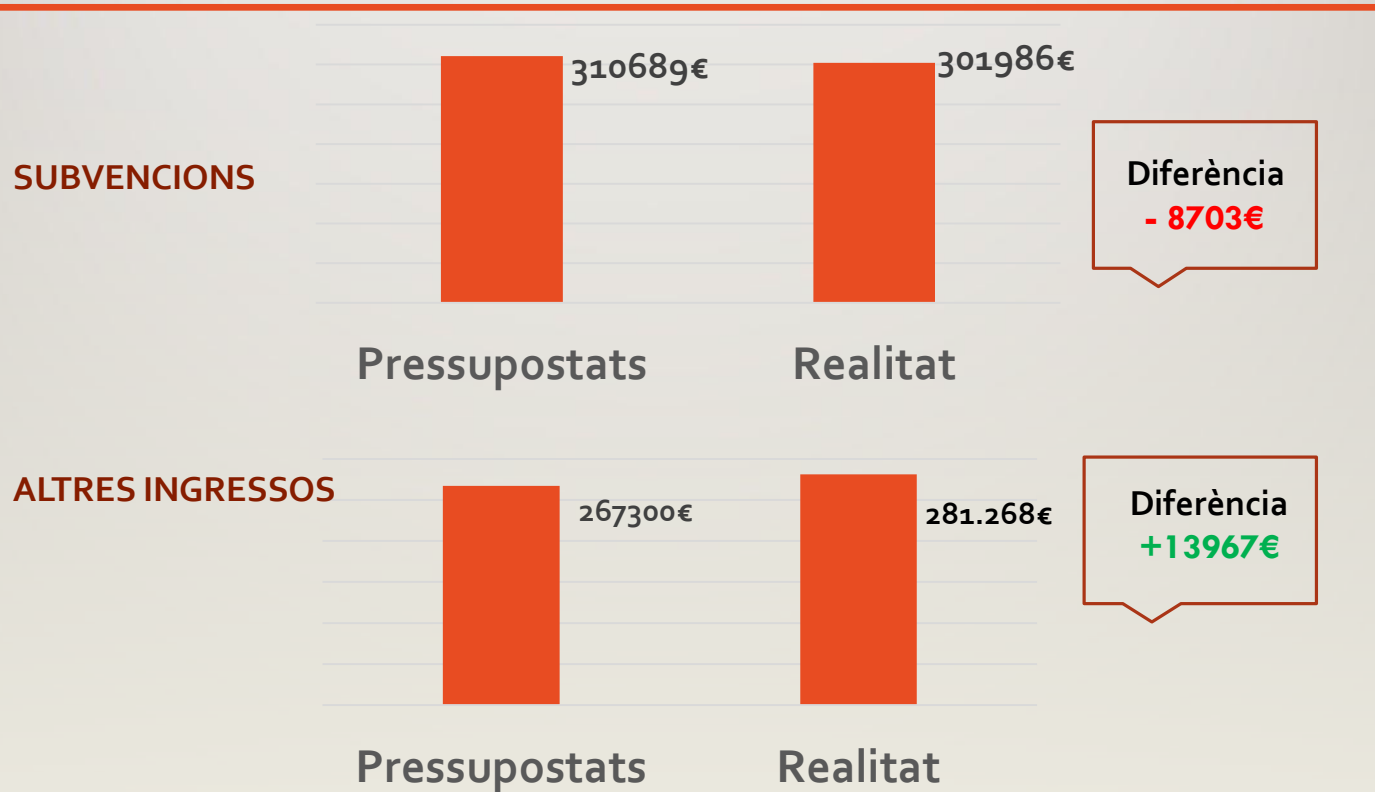 310689€
301986€
SUBVENCIONS
Diferència
- 8703€
Pressupostats
Realitat
ALTRES INGRESSOS
267300€
281.268€
Diferència
+13967€
Pressupostats
Realitat